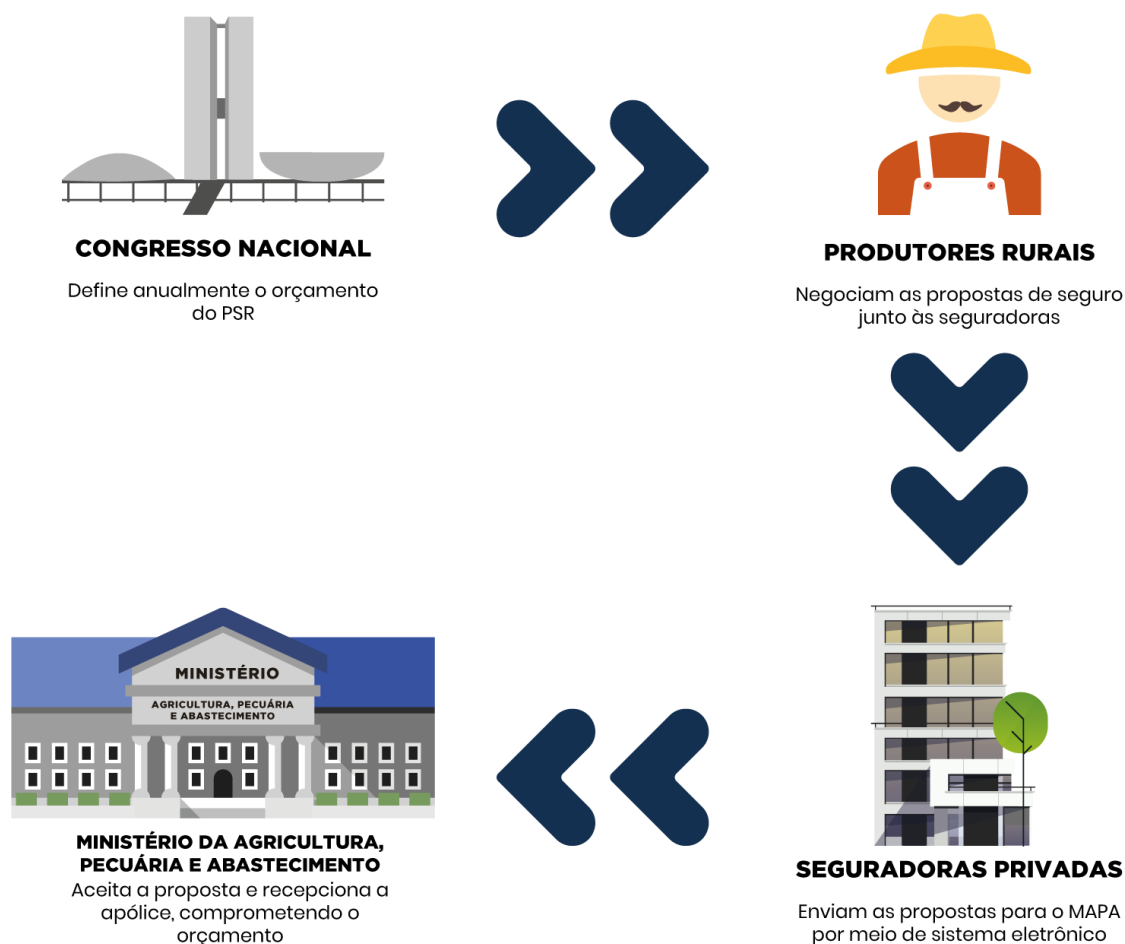 CONGRESSO NACIONAL
Define anualmente o orçamento
do PSR
PRODUTORES RURAIS
Negociam as propostas de seguro
junto às seguradoras
MINISTÉRIO
AGRICULTURA, PECUÁRIA
E ABASTECIMENTO
MINISTÉRIO DA AGRICULTURA,
PECUÁRIA E ABASTECIMENTO
Aceita a proposta e recepciona a
apólice, comprometendo o
orçamento
SEGURADORAS PRIVADAS
Enviam as propostas para o MAPA
por meio de sistema eletrônico